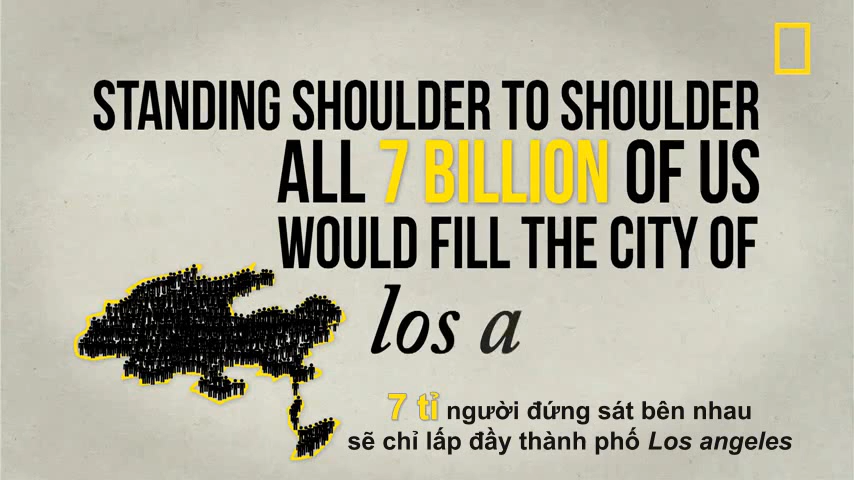 STANDING SHOULDER TO SHOULDER
ALL 7 BILLION OF US
WOULD FILL THE CITY OF
los a
7 tỉ người đứng sát bên nhau
sẽ chỉ lấp đầy thành phố Los angeles